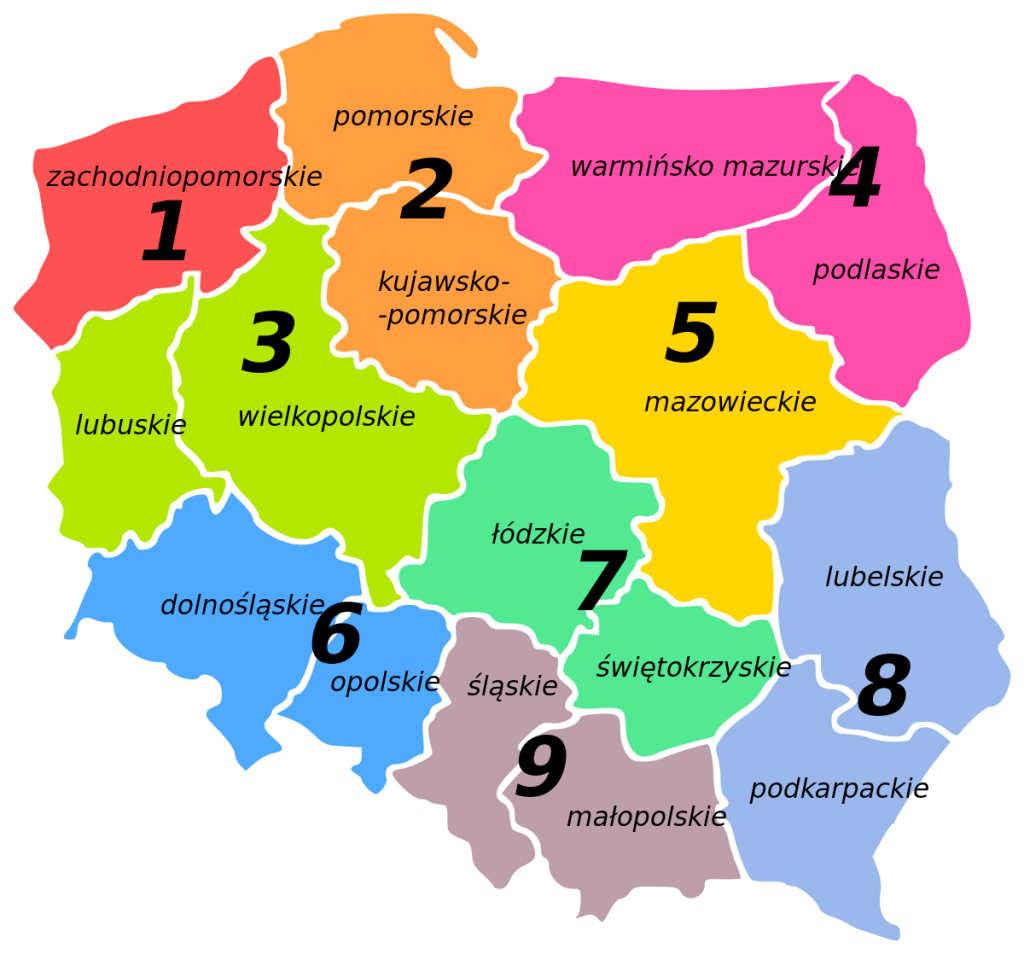 pomorskie
zachodniopomorskie
1
2
warmińsko mazurskie
4
podlaskie
kujawsko-
-pomorskie
3
5
lubuskie
wielkopolskie
mazowieckie
łódzkie
7
lubelskie
dolnośląskie
6
opolskie
śląskie
świętokrzyskie
8
9
małopolskie
podkarpackie